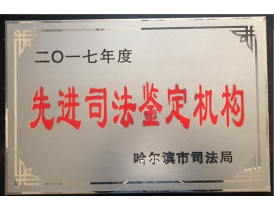 二〇一七年度
先进司法鉴定机构
哈尔滨市司法局